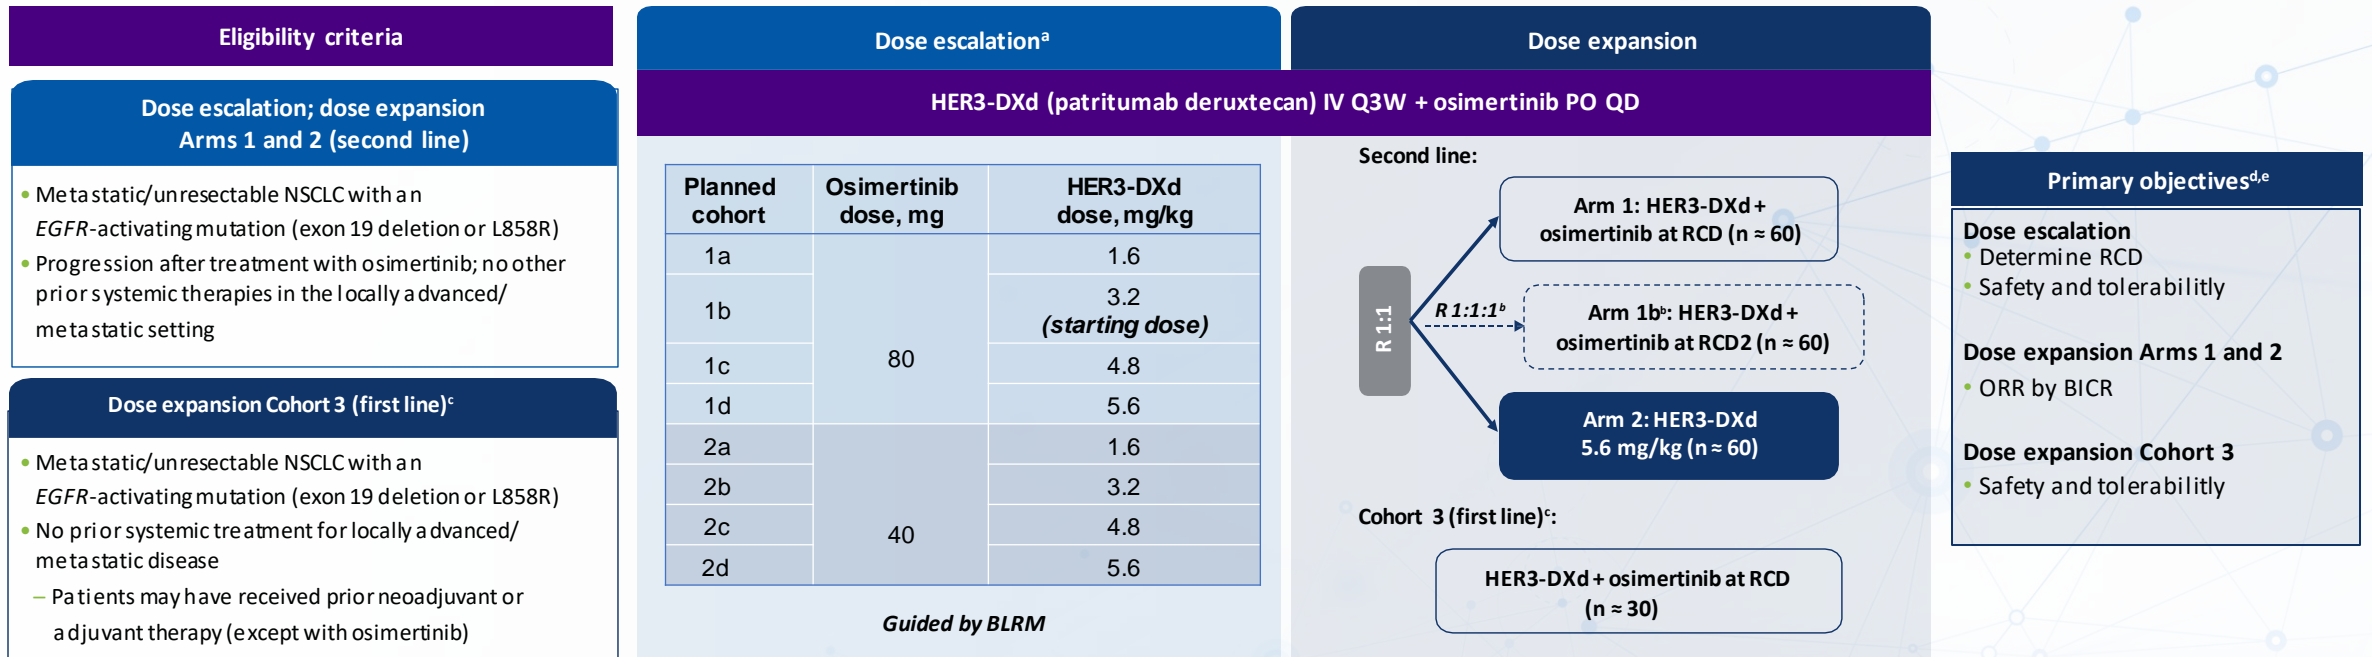 Eligibility criteria
Dose escalation; dose expansion
Arms 1 and 2 (second line)
• Metastatic/unresectable NSCLC with an
EGFR-activating mutation (exon 19 deletion or L858R)
• Progression after treatment with osimertinib; no other
prior systemic therapies in the locally advanced/
metastatic setting
Dose expansion Cohort 3 (first line)ᶜ
• Metastatic/unresectable NSCLC with an
EGFR-activating mutation (exon 19 deletion or L858R)
• No prior systemic treatment for locally advanced/
metastatic disease
– Patients may have received prior neoadjuvant or
adjuvant therapy (except with osimertinib)
Dose escalationᵃ
Dose expansion
HER3-DXd (patritumab deruxtecan) IV Q3W + osimertinib PO QD
Planned cohort	Osimertinib dose, mg	HER3-DXd dose, mg/kg
1a	80	1.6
1b	3.2 (starting dose)
1c	4.8
1d	5.6
2a	40	1.6
2b	3.2
2c	4.8
2d	5.6
Guided by BLRM
Second line:
R 1:1
Arm 1: HER3-DXd +
osimertinib at RCD (n ≈ 60)
R 1:1:1ᵇ
Arm 1bᵇ: HER3-DXd +
osimertinib at RCD2 (n ≈ 60)
Arm 2: HER3-DXd
5.6 mg/kg (n ≈ 60)
Cohort 3 (first line)ᶜ:
HER3-DXd + osimertinib at RCD
(n ≈ 30)
Primary objectivesᵈ,ᵉ
Dose escalation
• Determine RCD
• Safety and tolerabilitly
Dose expansion Arms 1 and 2
• ORR by BICR
Dose expansion Cohort 3
• Safety and tolerabilitly